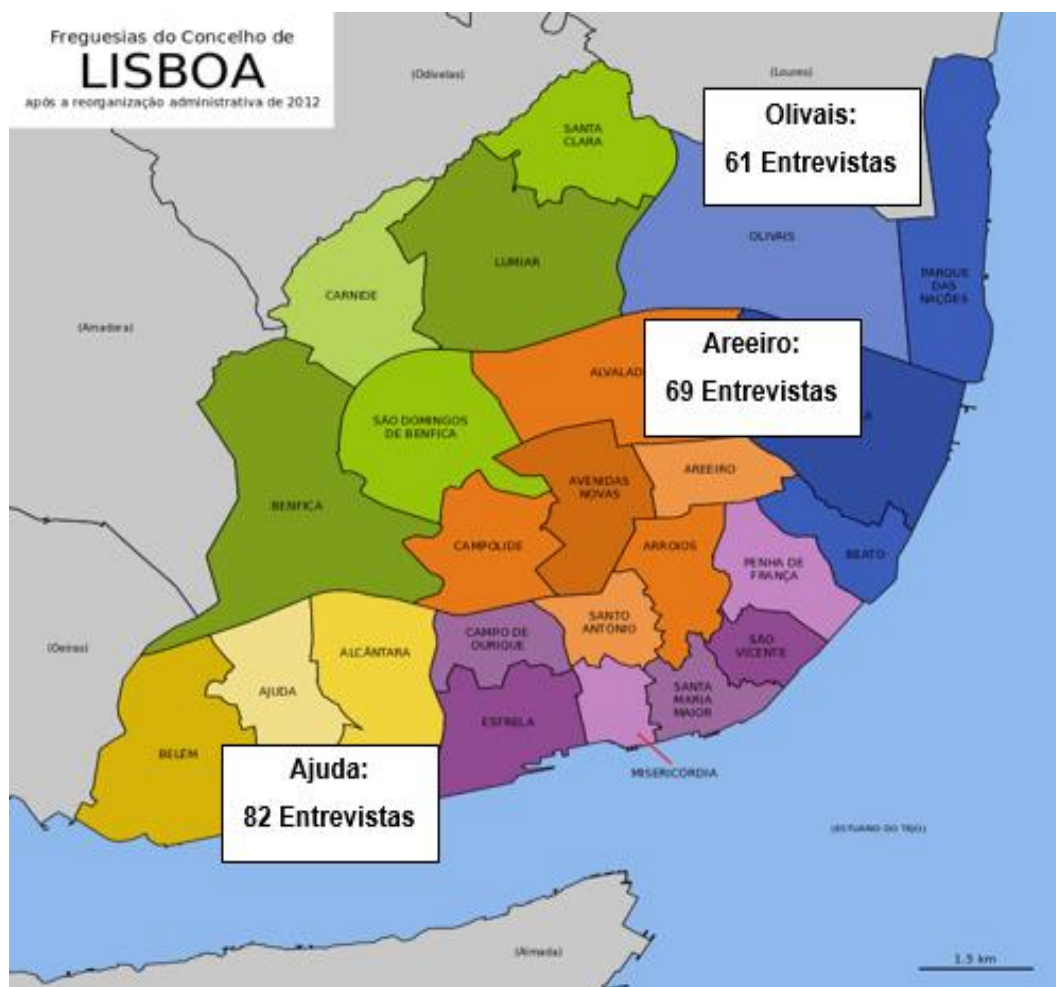 Freguesias do Concelho de
LISBOA
após a reorganização administrativa de 2012
(Odivelas)
(Loures)
Olivais:
61 Entrevistas
SANTA
CLARA
OLIVAIS
LUMIAR
PARQUE
DAS
NAÇÕES
CARNIDE
(Amadora)
Areeiro:
69 Entrevistas
ALVALAD
SÃO DOMINGOS
DE BENFICA
AREEIRO
AVENIDAS
NOVAS
BENFICA
CAMPOLIDE
ARROIOS
PENHA DE
FRANÇA
BEATO
SANTO
ANTÓNIO
CAMPO DE
OURIQUE
SÃO
VICENTE
(Oeiras)
ALCÂNTARA
AJUDA
SANTA
MARIA
MAIOR
ESTRELA
BELÉM
MISERICÓRDIA
Ajuda:
82 Entrevistas
(ESTUÁRIO DO TEJO)
(Almada)
1.5 km